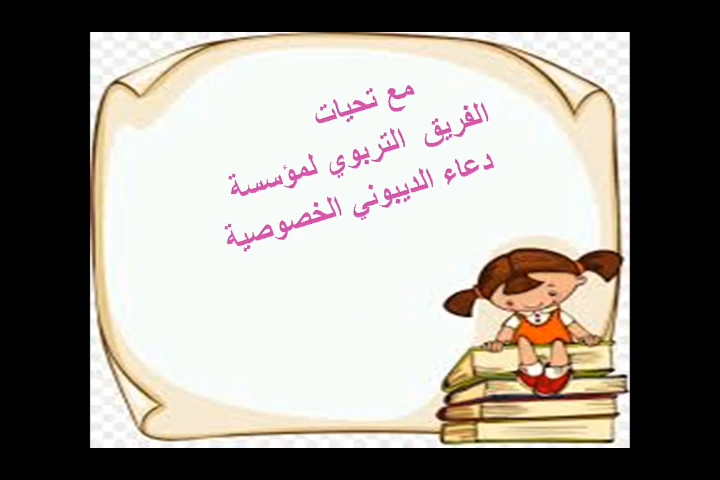 مع تحيات
الفريق التربوي لمؤسسة
دعاء الديبوني الخصوصية